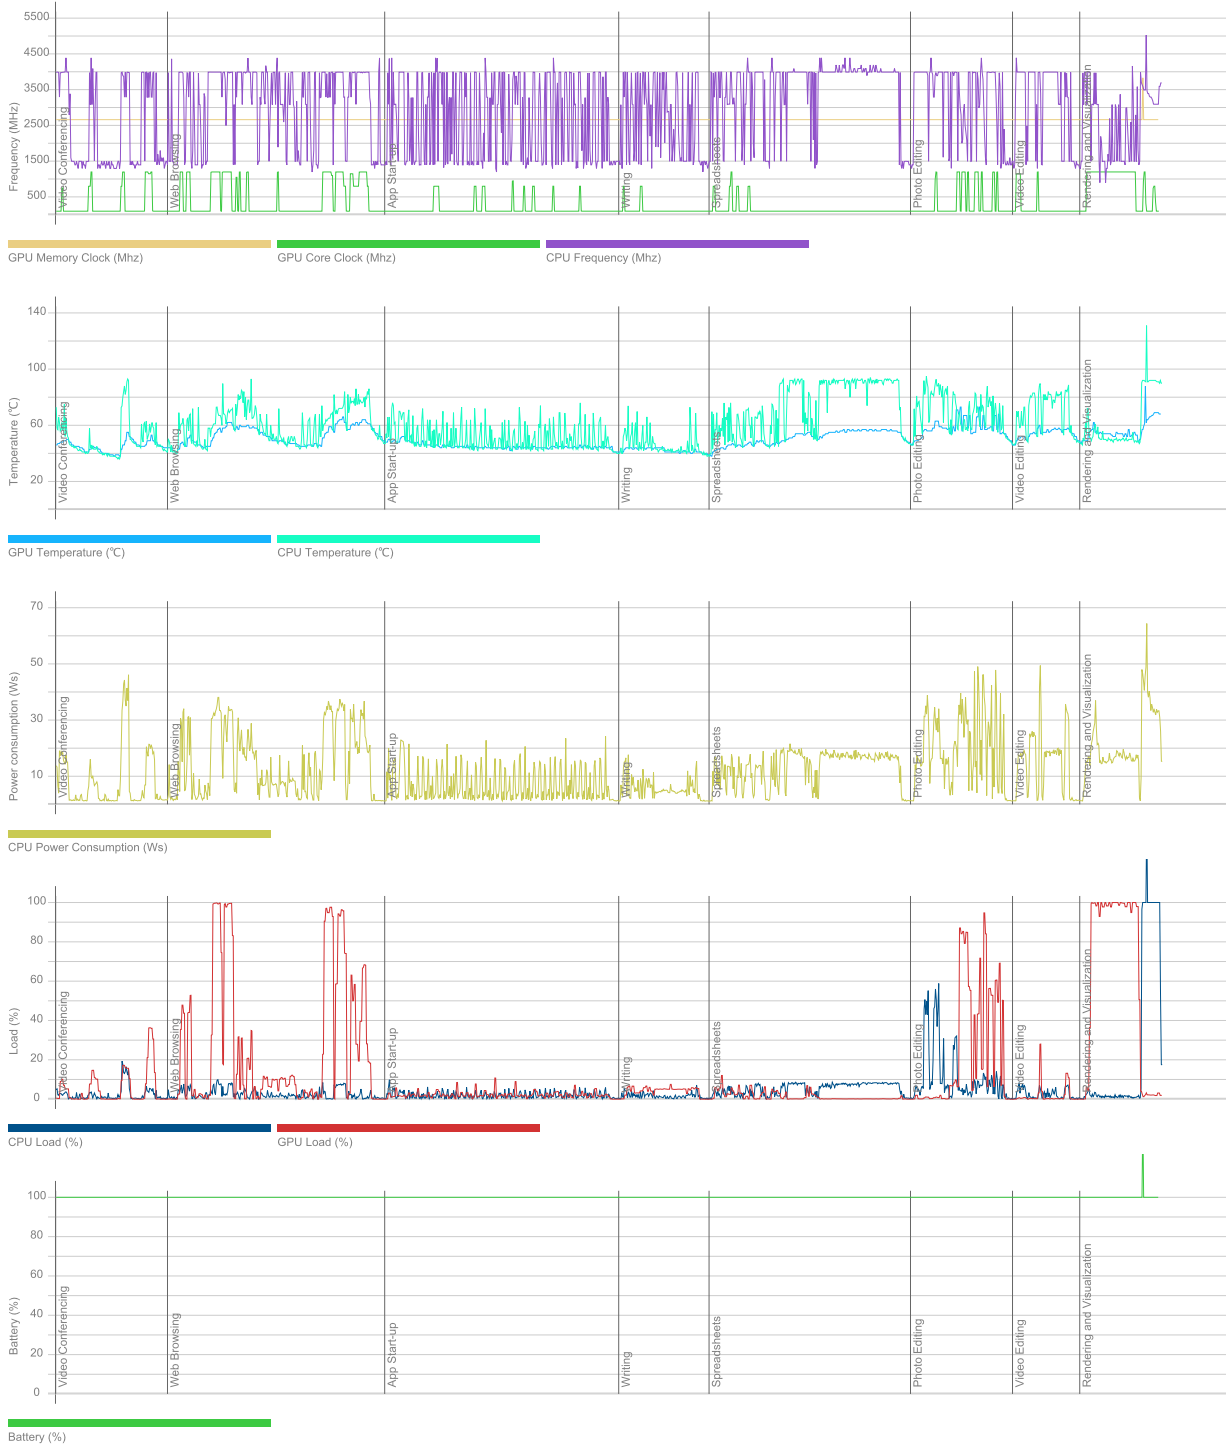 5500
4500
3500
2500
1500
500
Frequency (MHz)
Video Conferencing
Web Browsing
App Start-up
Writing
Spreadsheets
Photo Editing
Video Editing
Rendering and Visualization
GPU Memory Clock (Mhz)
GPU Core Clock (Mhz)
CPU Frequency (Mhz)
140
100
60
20
Temperature (°C)
Video Conferencing
Web Browsing
App Start-up
Writing
Spreadsheets
Photo Editing
Video Editing
Rendering and Visualization
GPU Temperature (°C)
CPU Temperature (°C)
70
50
30
10
Power consumption (Ws)
Video Conferencing
Web Browsing
App Start-up
Writing
Spreadsheets
Photo Editing
Video Editing
Rendering and Visualization
CPU Power Consumption (Ws)
100
80
60
40
20
0
Load (%)
Video Conferencing
Web Browsing
App Start-up
Writing
Spreadsheets
Photo Editing
Video Editing
Rendering and Visualization
CPU Load (%)
GPU Load (%)
100
80
60
40
20
0
Battery (%)
Video Conferencing
Web Browsing
App Start-up
Writing
Spreadsheets
Photo Editing
Video Editing
Rendering and Visualization
Battery (%)